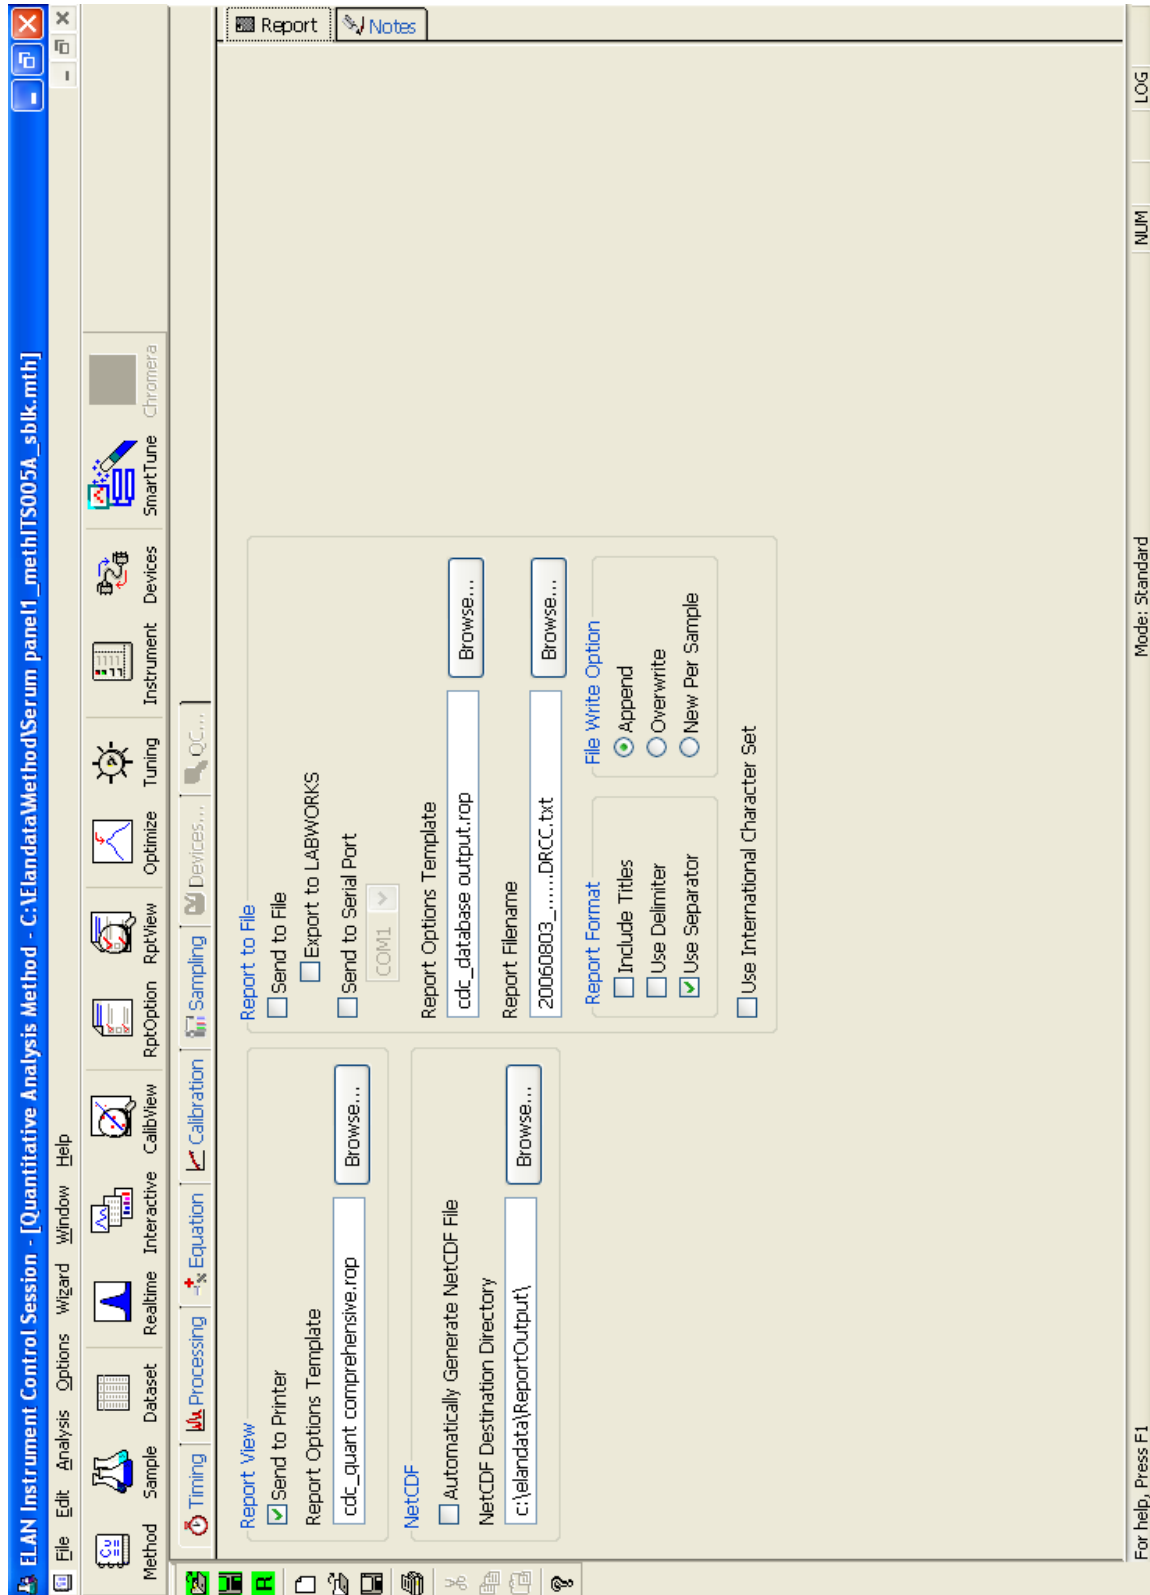 ELAN Instrument Control Session - [Quantitative Analysis Method - C:\Elandata\Method\Serum panel1_methITS005A_sblk.mth]
File Edit Analysis Options Wizard Window Help
Method Sample Dataset Realtime Interactive CalibView RptOption RptView Optimize Tuning Instrument Devices SmartTune Chromera
Timing Processing Equation Calibration Sampling Devices... QC... Report Notes
Report View
Send to Printer
Report Options Template
cdc_quant comprehensive.rop Browse...
NetCDF
Automatically Generate NetCDF File
NetCDF Destination Directory
c:\elandata\ReportOutput\ Browse...
Report to File
Send to File
Export to LABWORKS
Send to Serial Port
COM1
Report Options Template
cdc_database output.rop Browse...
Report Filename
20060803_......DRCC.txt Browse...
Report Format
Include Titles
Use Delimiter
Use Separator
File Write Option
Append
Overwrite
New Per Sample
Use International Character Set
For help, Press F1 Mode: Standard NUM LOG